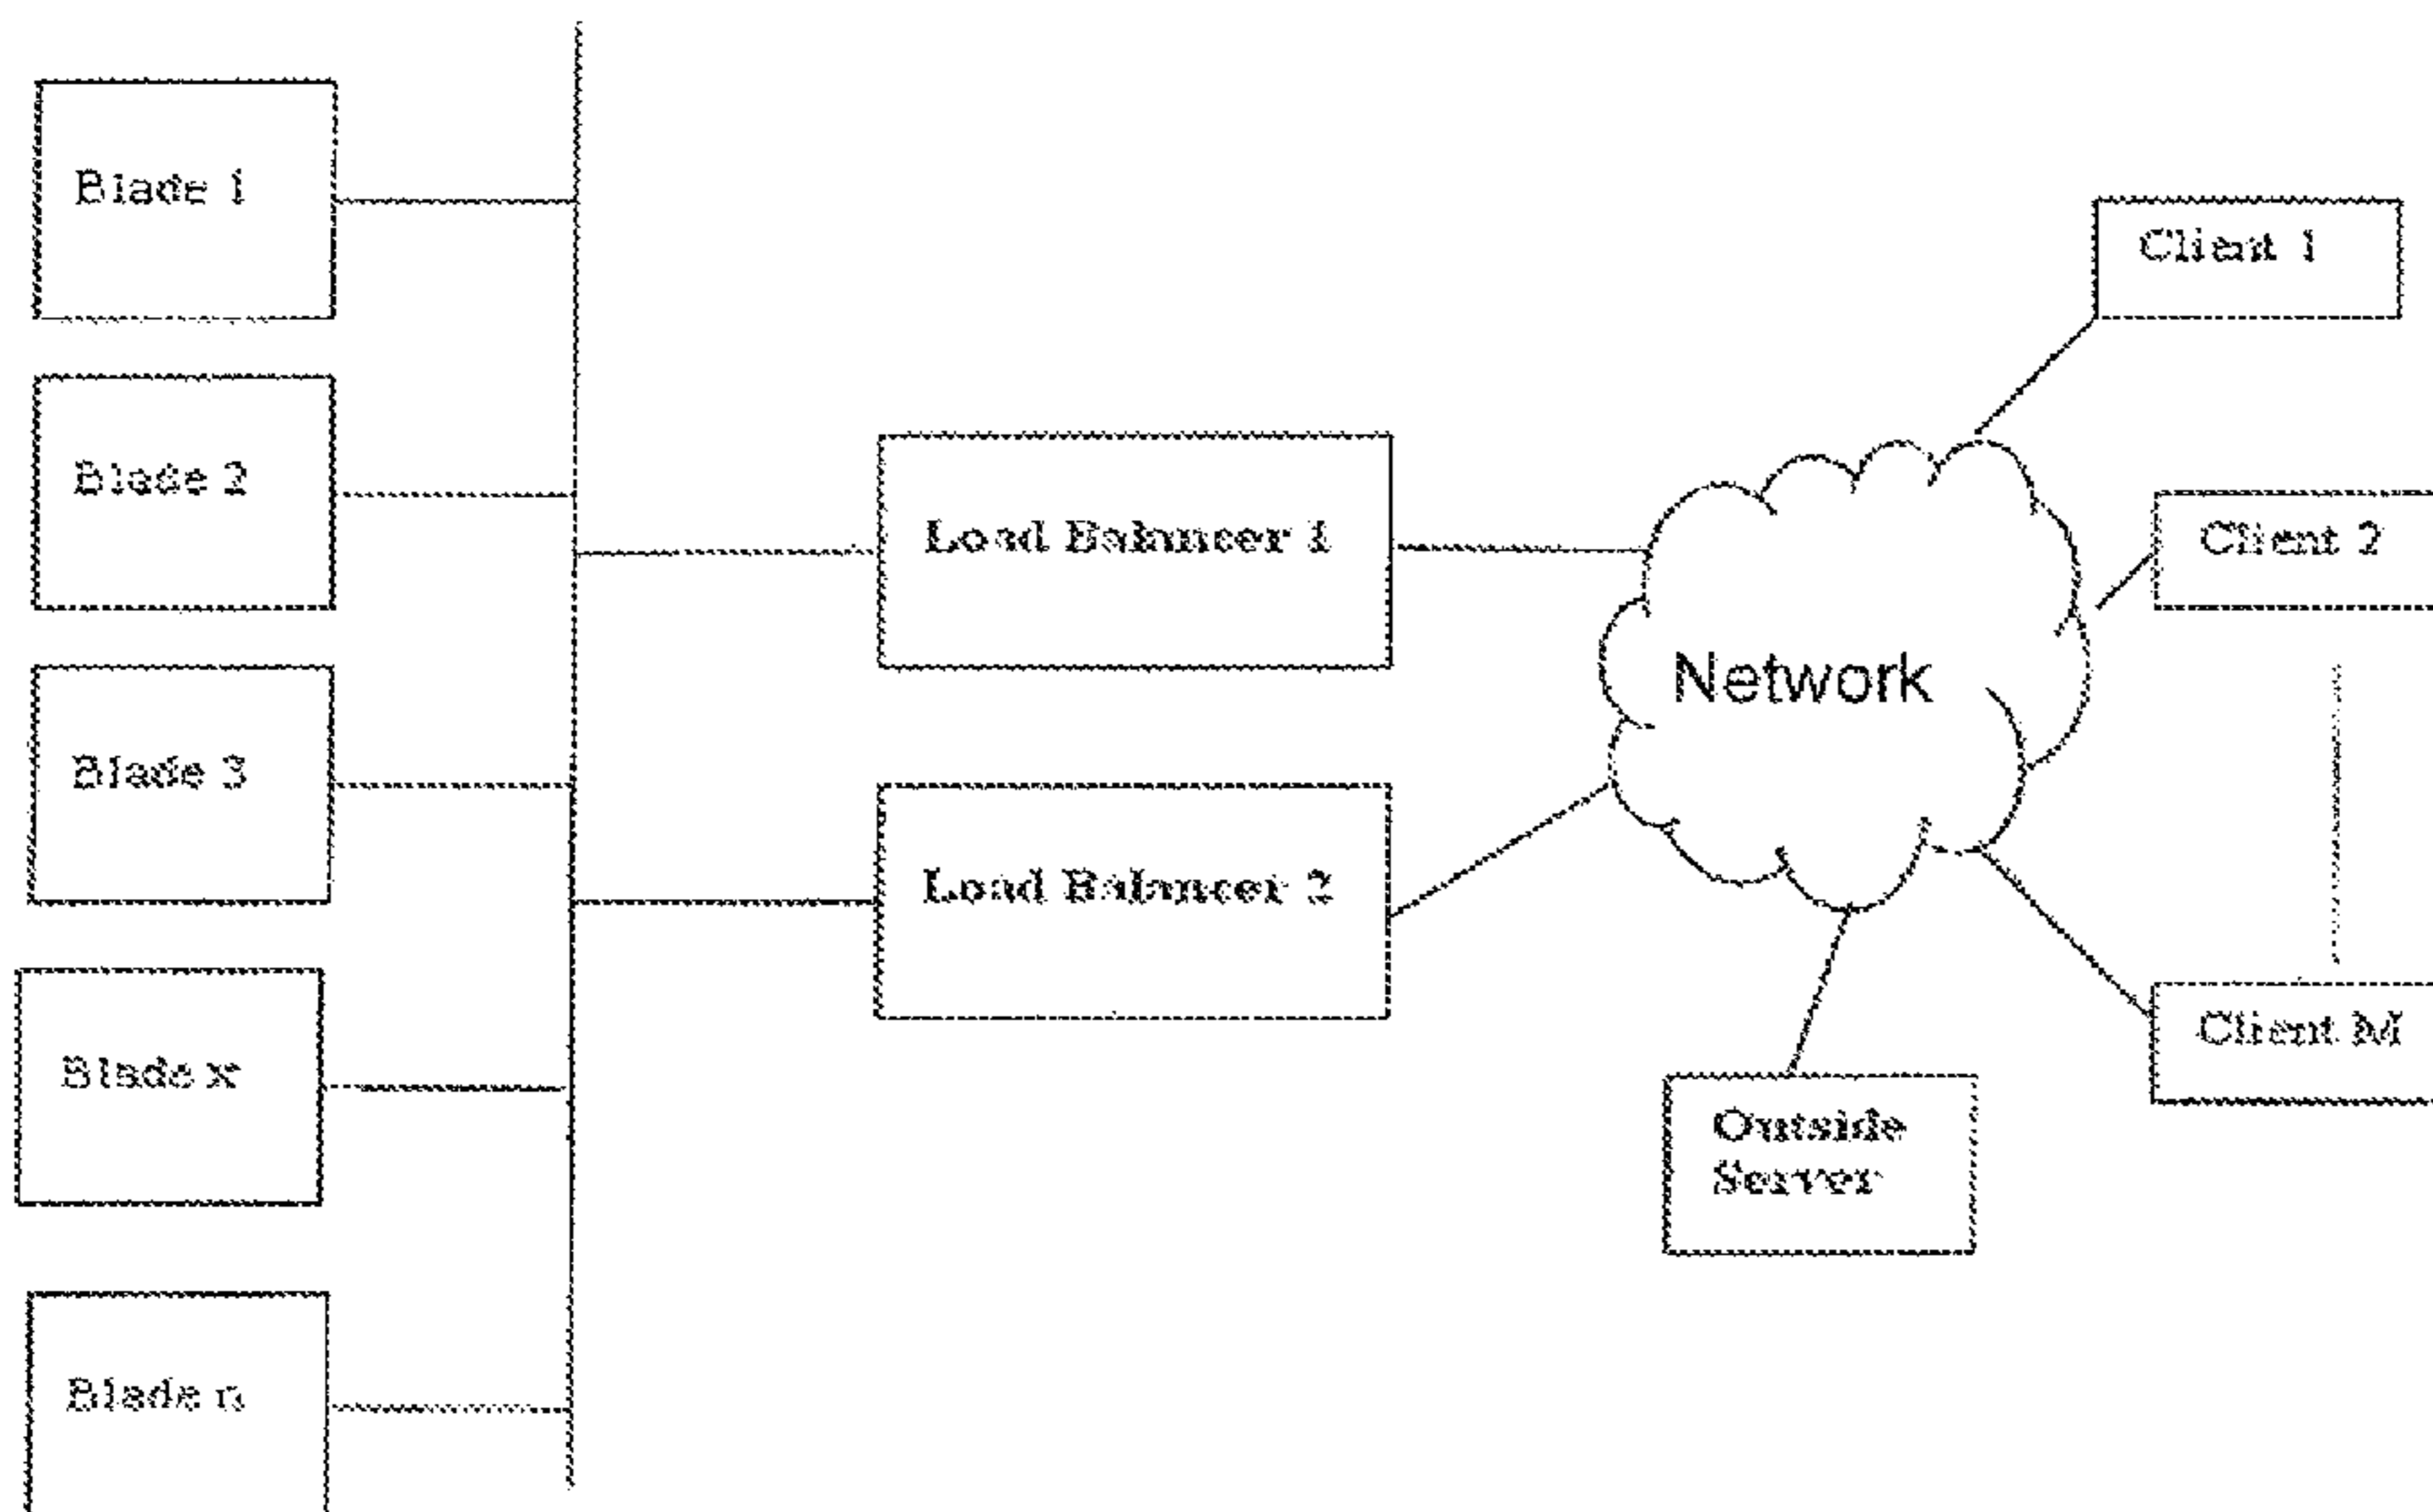 Blade 1
Blade 2
Blade 3
Blade x
Blade n
Load Balancer 1
Load Balancer 2
Network
Client 1
Client 2
Client M
Outside
Server